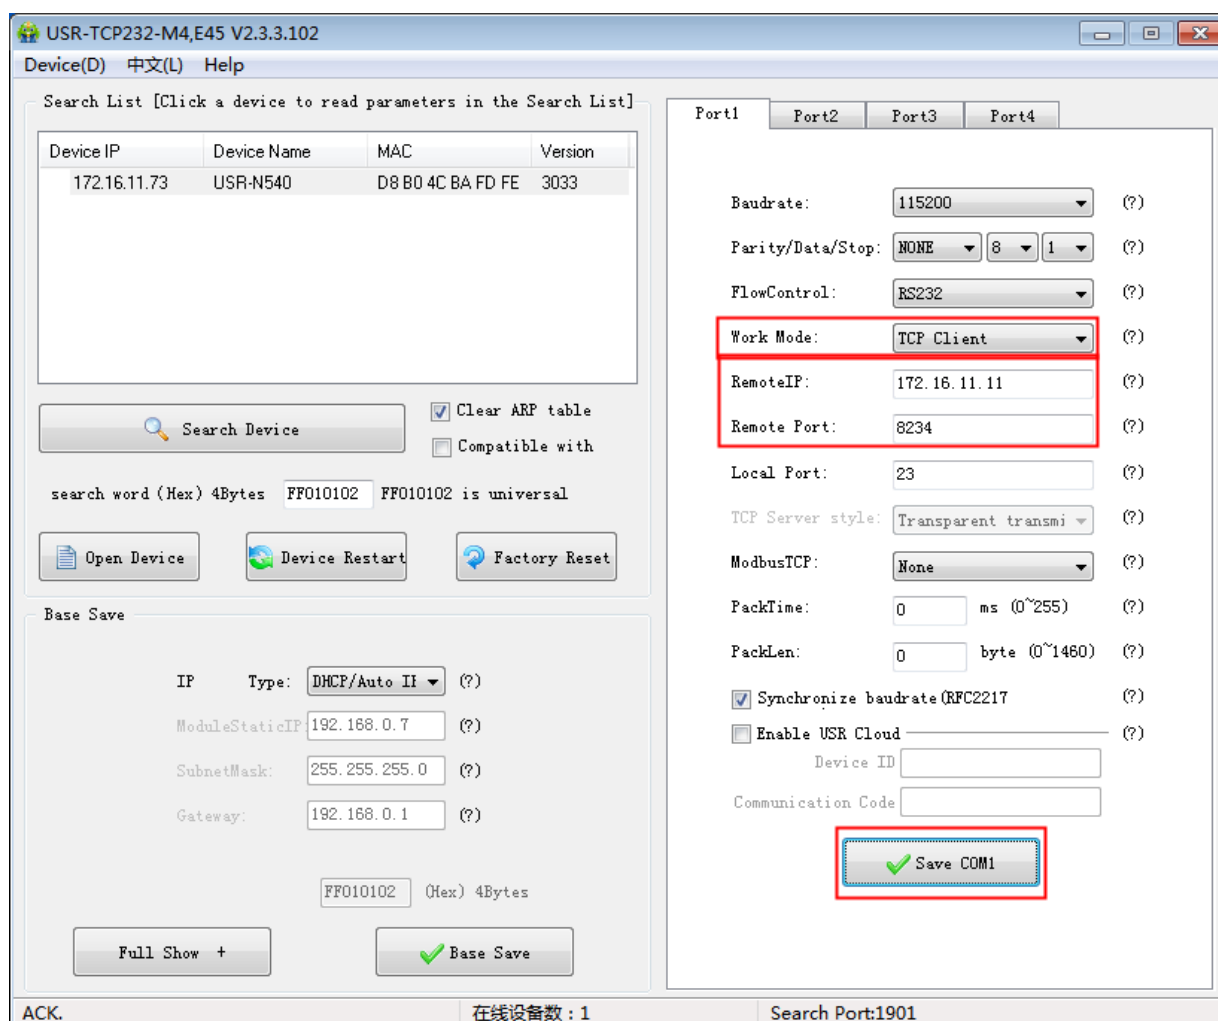 USR-TCP232-M4,E45 V2.3.3.102
Device(D) 中文(L) Help
Search List [Click a device to read parameters in the Search List]
Device IP Device Name MAC Version
172.16.11.73 USR-N540 D8 B0 4C BA FD FE 3033
Search Device
Clear ARP table
Compatible with
search word (Hex) 4Bytes FF010102 FF010102 is universal
Open Device Device Restart Factory Reset
Base Save
IP Type: DHCP/Auto II (?)
ModuleStaticIP: 192.168.0.7 (?)
SubnetMask: 255.255.255.0 (?)
Gateway: 192.168.0.1 (?)
FF010102 (Hex) 4Bytes
Full Show + Base Save
Port1 Port2 Port3 Port4
Baudrate: 115200 (?)
Parity/Data/Stop: NONE 8 1 (?)
FlowControl: RS232 (?)
Work Mode: TCP Client (?)
RemoteIP: 172.16.11.11 (?)
Remote Port: 8234 (?)
Local Port: 23 (?)
TCP Server style: Transparent transmi (?)
ModbusTCP: None (?)
PackTime: 0 ms (0~255) (?)
PackLen: 0 byte (0~1460) (?)
Synchronize baudrate(RFC2217 (?)
Enable USR Cloud (?)
Device ID
Communication Code
Save COM1
ACK. 在线设备数：1 Search Port:1901